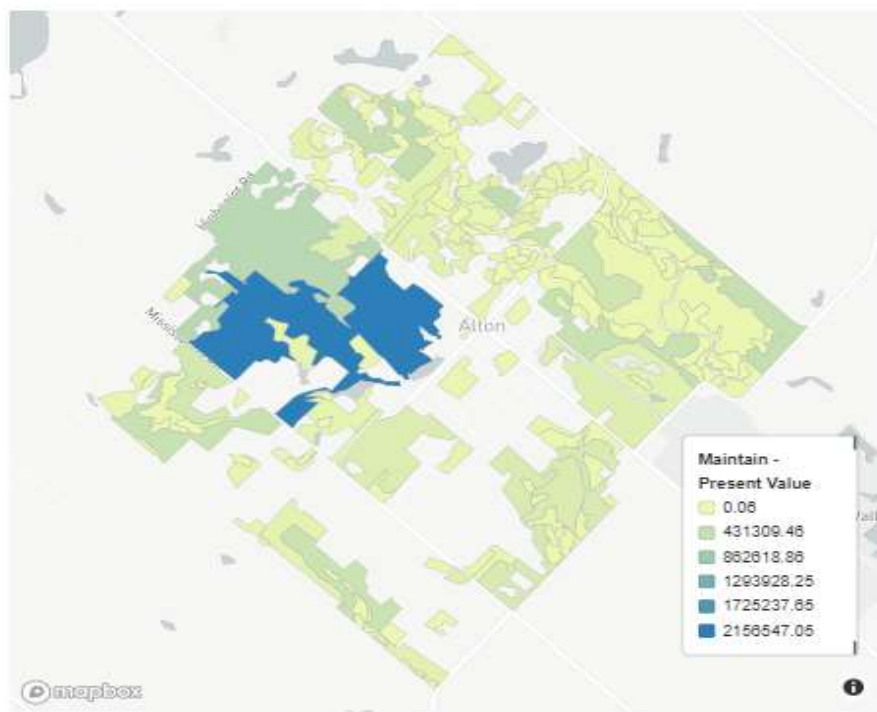 Alton
Maintain -
Present Value
0.06
431309.46
862618.86
1293928.25
1725237.65
2156547.05
mapbox